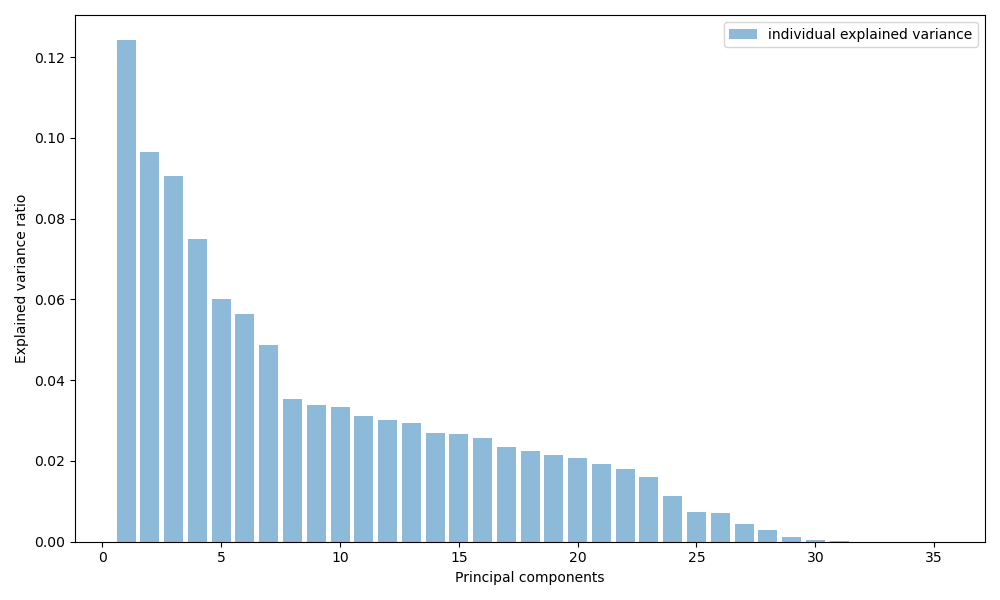 individual explained variance
0.12
0.10
0.08
0.06
0.04
0.02
0.00
Explained variance ratio
0 5 10 15 20 25 30 35
Principal components